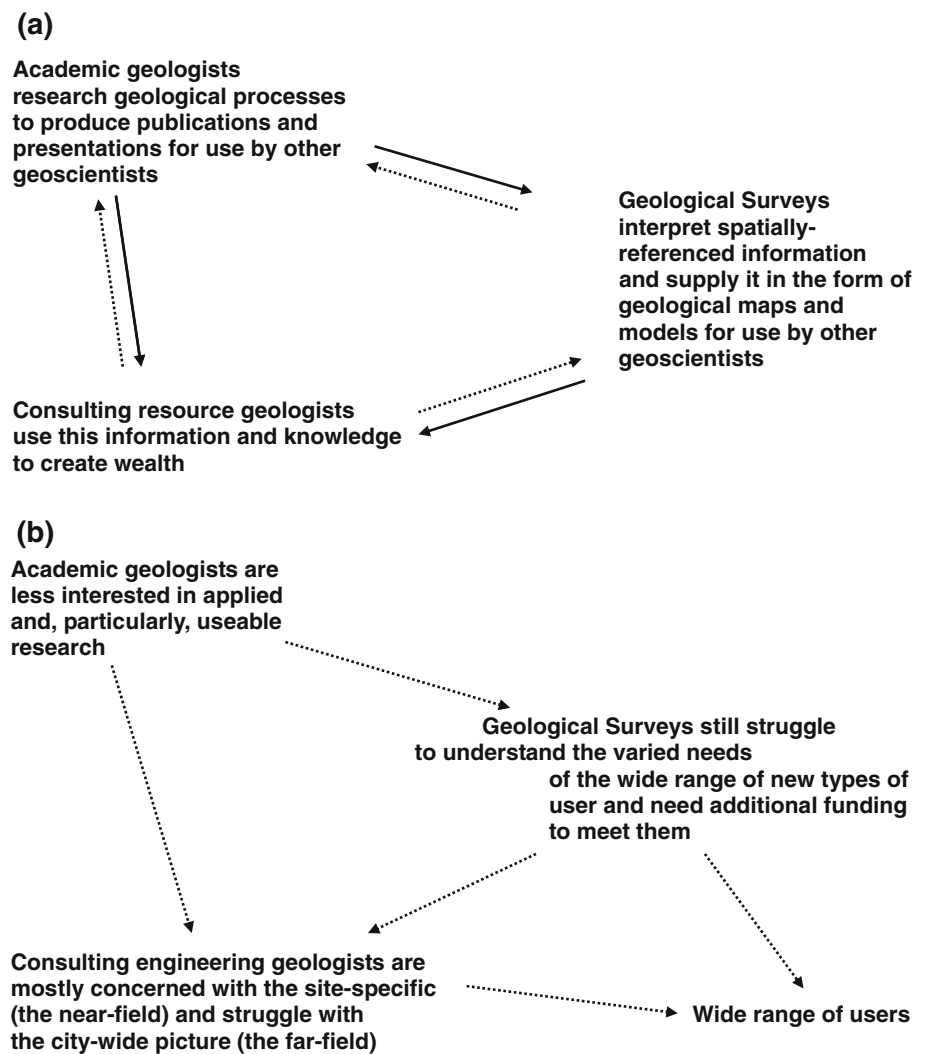 (a)
Academic geologists
research geological processes
to produce publications and
presentations for use by other
geoscientists
Geological Surveys
interpret spatially-
referenced information
and supply it in the form of
geological maps and
models for use by other
geoscientists
Consulting resource geologists
use this information and knowledge
to create wealth
(b)
Academic geologists are
less interested in applied
and, particularly, useable
research
Geological Surveys still struggle
to understand the varied needs
of the wide range of new types of
user and need additional funding
to meet them
Consulting engineering geologists are
mostly concerned with the site-specific
(the near-field) and struggle with
the city-wide picture (the far-field)
Wide range of users